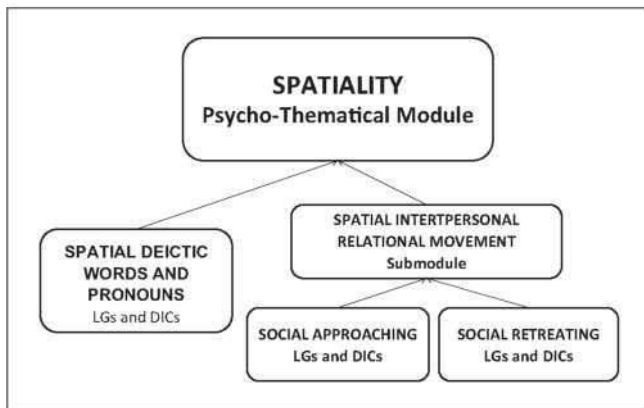 SPATIALITY
Psycho-Thematical Module
SPATIAL INTERTPERSONAL
RELATIONAL MOVEMENT
Submodule
SPATIAL DEICTIC
WORDS AND
PRONOUNS
LGs and DICs
SOCIAL APPROACHING
LGs and DICs
SOCIAL RETREATING
LGs and DICs